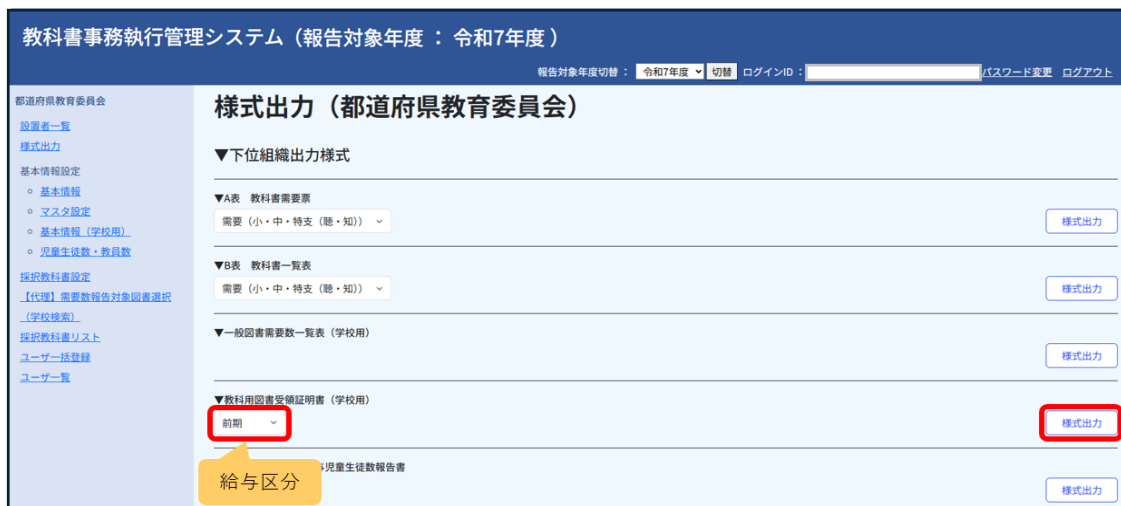 教科書事務執行管理システム（報告対象年度 ： 令和7年度 ）
報告対象年度切替 ： 令和7年度 切替 ログインID ： パスワード変更 ログアウト
都道府県教育委員会
設置者一覧
様式出力
基本情報設定
基本情報
マスタ設定
基本情報（学校用）
児童生徒数・教員数
採択教科書設定
【代理】需要数報告対象図書選択
（学校検索）
採択教科書リスト
ユーザ一括登録
ユーザ一覧
様式出力（都道府県教育委員会）
▼下位組織出力様式
▼A表　教科書需要票
需要（小・中・特支（聴・知）） 様式出力
▼B表　教科書一覧表
需要（小・中・特支（聴・知）） 様式出力
▼一般図書需要数一覧表（学校用）
様式出力
▼教科用図書受領証明書（学校用）
前期 様式出力
児童生徒数報告書
給与区分
様式出力